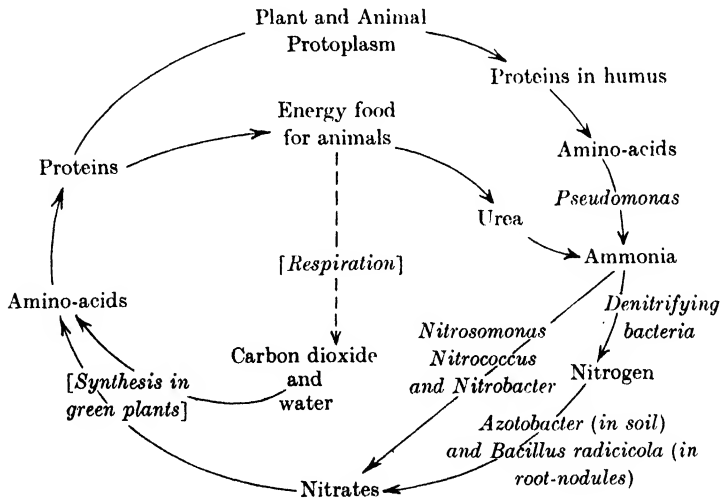 Plant and Animal
Protoplasm
Proteins in humus
Energy food
for animals
Amino-acids
Proteins
Pseudomonas
Urea
Ammonia
[Respiration]
Amino-acids
Denitrifying
bacteria
Nitrosomonas
Nitrococcus
and Nitrobacter
Carbon dioxide
and
water
Nitrogen
[Synthesis in
green plants]
Azotobacter (in soil)
and Bacillus radicicola (in
root-nodules)
Nitrates